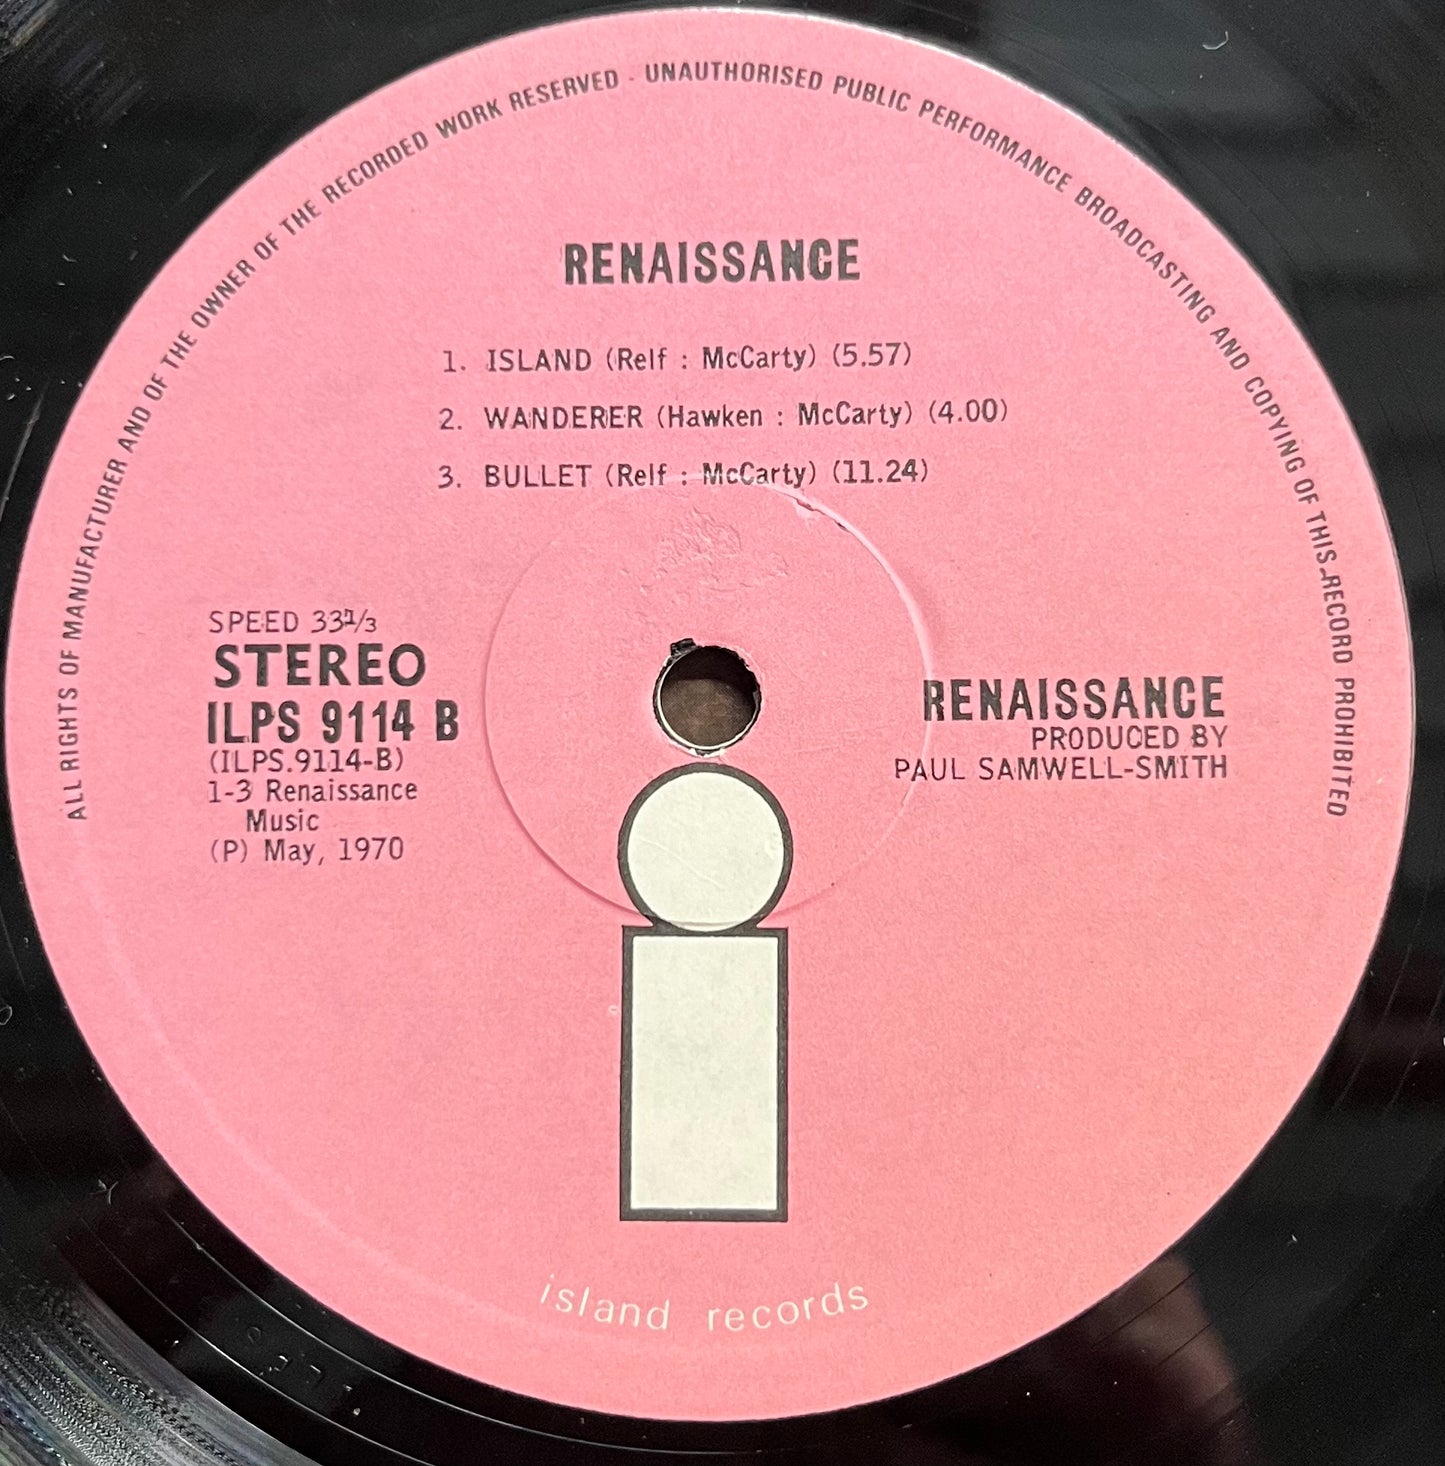 ALL RIGHTS OF MANUFACTURER AND OF THE OWNER OF THE RECORDED WORK RESERVED · UNAUTHORISED PUBLIC PERFORMANCE BROADCASTING AND COPYING OF THIS RECORD PROHIBITED
RENAISSANCE
1. ISLAND (Relf : McCarty) (5.57)
2. WANDERER (Hawken : McCarty) (4.00)
3. BULLET (Relf : McCarty) (11.24)
SPEED 33⅓
STEREO
ILPS 9114 B
(ILPS.9114-B)
1-3 Renaissance
Music
(P) May, 1970
RENAISSANCE
PRODUCED BY
PAUL SAMWELL-SMITH
island records